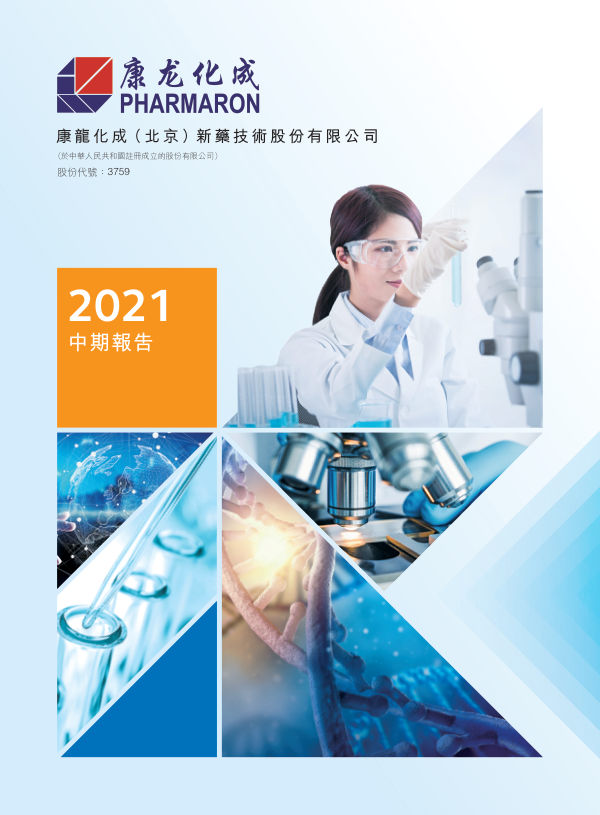 康龙化成
PHARMARON
康龍化成（北京）新藥技術股份有限公司
（於中華人民共和國註冊成立的股份有限公司）
股份代號：3759
2021
中期報告